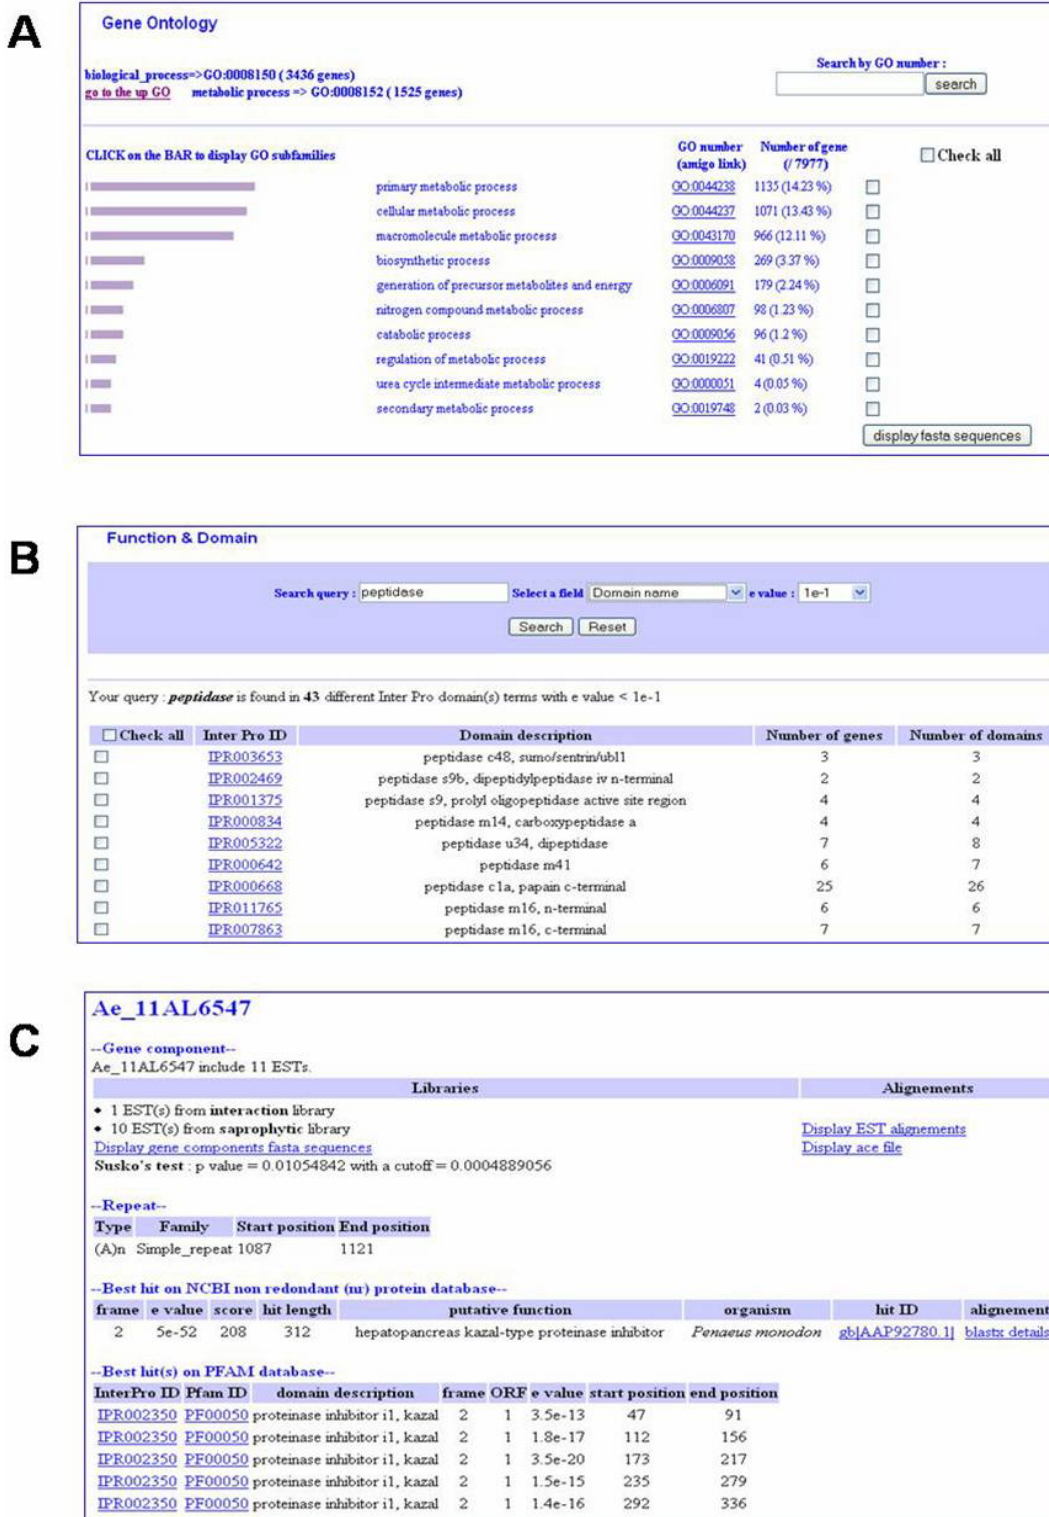 A
Gene Ontology
biological_process=>GO:0008150 ( 3436 genes)
go to the up GO metabolic process => GO:0008152 ( 1525 genes)
Search by GO number :
search
CLICK on the BAR to display GO subfamilies GO number (amigo link) Number of gene (/ 7977) Check all
primary metabolic process GO:0044238 1135 (14.23 %)
cellular metabolic process GO:0044237 1071 (13.43 %)
macromolecule metabolic process GO:0043170 966 (12.11 %)
biosynthetic process GO:0009058 269 (3.37 %)
generation of precursor metabolites and energy GO:0006091 179 (2.24 %)
nitrogen compound metabolic process GO:0006807 98 (1.23 %)
catabolic process GO:0009056 96 (1.2 %)
regulation of metabolic process GO:0019222 41 (0.51 %)
urea cycle intermediate metabolic process GO:0000051 4 (0.05 %)
secondary metabolic process GO:0019748 2 (0.03 %)
display fasta sequences
B
Function & Domain
Search query : peptidase Select a field Domain name e value : 1e-1
Search Reset
Your query : peptidase is found in 43 different Inter Pro domain(s) terms with e value < 1e-1
Check all Inter Pro ID Domain description Number of genes Number of domains
IPR003653 peptidase c48, sumo/sentrin/ubl1 3 3
IPR002469 peptidase s9b, dipeptidylpeptidase iv n-terminal 2 2
IPR001375 peptidase s9, prolyl oligopeptidase active site region 4 4
IPR000834 peptidase m14, carboxypeptidase a 4 4
IPR005322 peptidase u34, dipeptidase 7 8
IPR000642 peptidase m41 6 7
IPR000668 peptidase c1a, papain c-terminal 25 26
IPR011765 peptidase m16, n-terminal 6 6
IPR007863 peptidase m16, c-terminal 7 7
C
Ae_11AL6547
--Gene component--
Ae_11AL6547 include 11 ESTs.
Libraries Alignements
• 1 EST(s) from interaction library
• 10 EST(s) from saprophytic library Display EST alignements
Display gene components fasta sequences Display ace file
Susko's test : p value = 0.01054842 with a cutoff = 0.0004889056
--Repeat--
Type Family Start position End position
(A)n Simple_repeat 1087 1121
--Best hit on NCBI non redondant (nr) protein database--
frame e value score hit length putative function organism hit ID alignement
2 5e-52 208 312 hepatopancreas kazal-type proteinase inhibitor Penaeus monodon gb|AAP92780.1| blastx details
--Best hit(s) on PFAM database--
InterPro ID Pfam ID domain description frame ORF e value start position end position
IPR002350 PF00050 proteinase inhibitor i1, kazal 2 1 3.5e-13 47 91
IPR002350 PF00050 proteinase inhibitor i1, kazal 2 1 1.8e-17 112 156
IPR002350 PF00050 proteinase inhibitor i1, kazal 2 1 3.5e-20 173 217
IPR002350 PF00050 proteinase inhibitor i1, kazal 2 1 1.5e-15 235 279
IPR002350 PF00050 proteinase inhibitor i1, kazal 2 1 1.4e-16 292 336